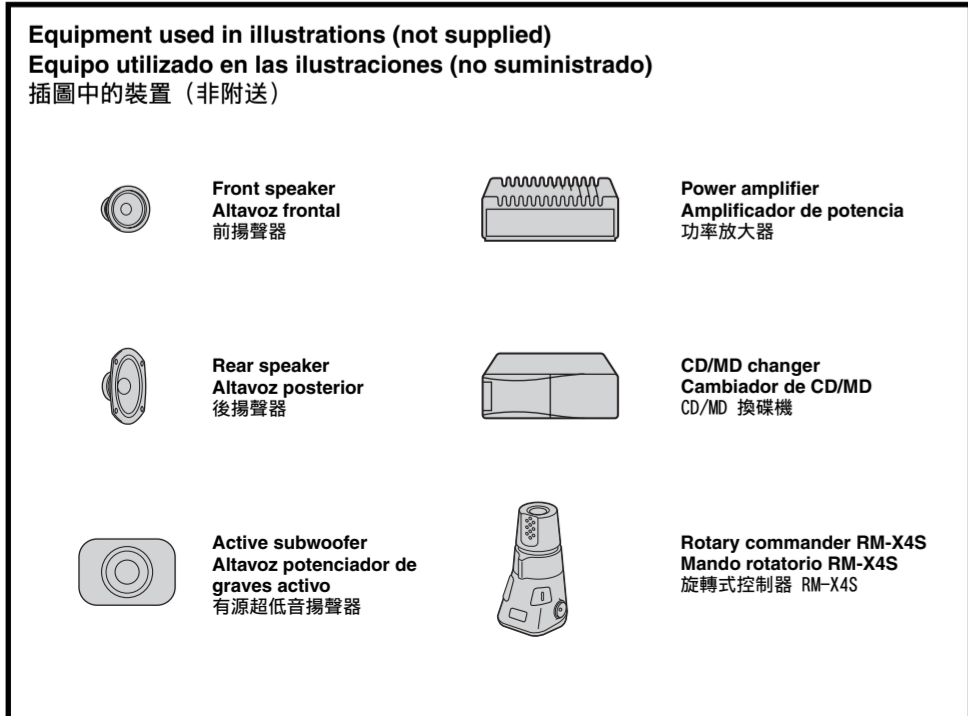 Equipment used in illustrations (not supplied)
Equipo utilizado en las ilustraciones (no suministrado)
插圖中的裝置（非附送）
Front speaker
Altavoz frontal
前揚聲器
Power amplifier
Amplificador de potencia
功率放大器
Rear speaker
Altavoz posterior
後揚聲器
CD/MD changer
Cambiador de CD/MD
CD/MD 換碟機
Active subwoofer
Altavoz potenciador de
graves activo
有源超低音揚聲器
Rotary commander RM-X4S
Mando rotatorio RM-X4S
旋轉式控制器 RM-X4S